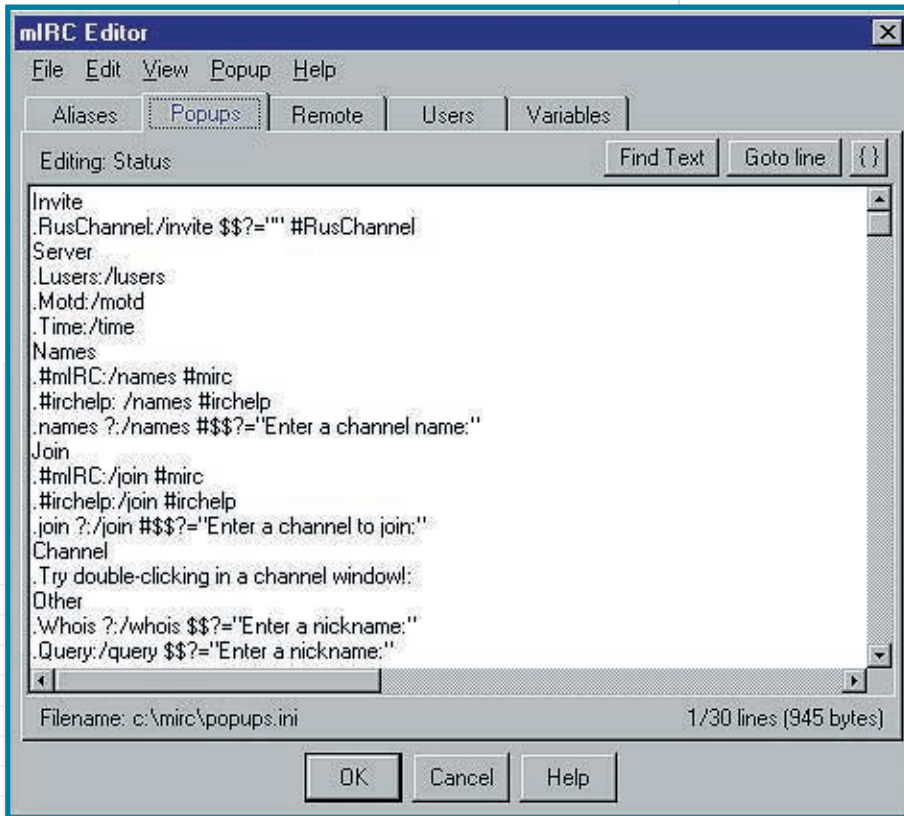 mIRC Editor
File Edit View Popup Help
Aliases Popups Remote Users Variables
Editing: Status Find Text Goto line { }
Invite
.RusChannel:/invite $$?="" #RusChannel
Server
.Lusers:/lusers
.Motd:/motd
.Time:/time
Names
.#mIRC:/names #mirc
.#irchelp: /names #irchelp
.names ?:/names #$$?="Enter a channel name:"
Join
.#mIRC:/join #mirc
.#irchelp:/join #irchelp
.join ?:/join #$$?="Enter a channel to join:"
Channel
.Try double-clicking in a channel window!:
Other
.Whois ?:/whois $$?="Enter a nickname:"
.Query:/query $$?="Enter a nickname:"
Filename: c:\mirc\popups.ini 1/30 lines (945 bytes)
OK Cancel Help